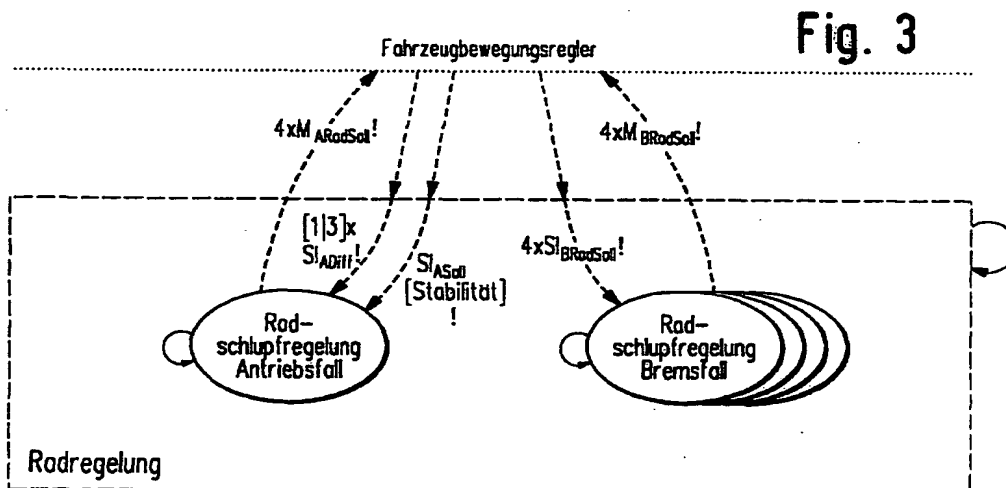 Fig. 3
Fahrzeugbewegungsregler
4xM_ARadSoll!
4xM_BRadSoll!
[1|3]x
Sl_ADiff!
Sl_ASoll
[Stabilität]
!
4xSl_BRadSoll!
Rad-
schlupfregelung
Antriebsfall
Rad-
schlupfregelung
Bremsfall
Radregelung